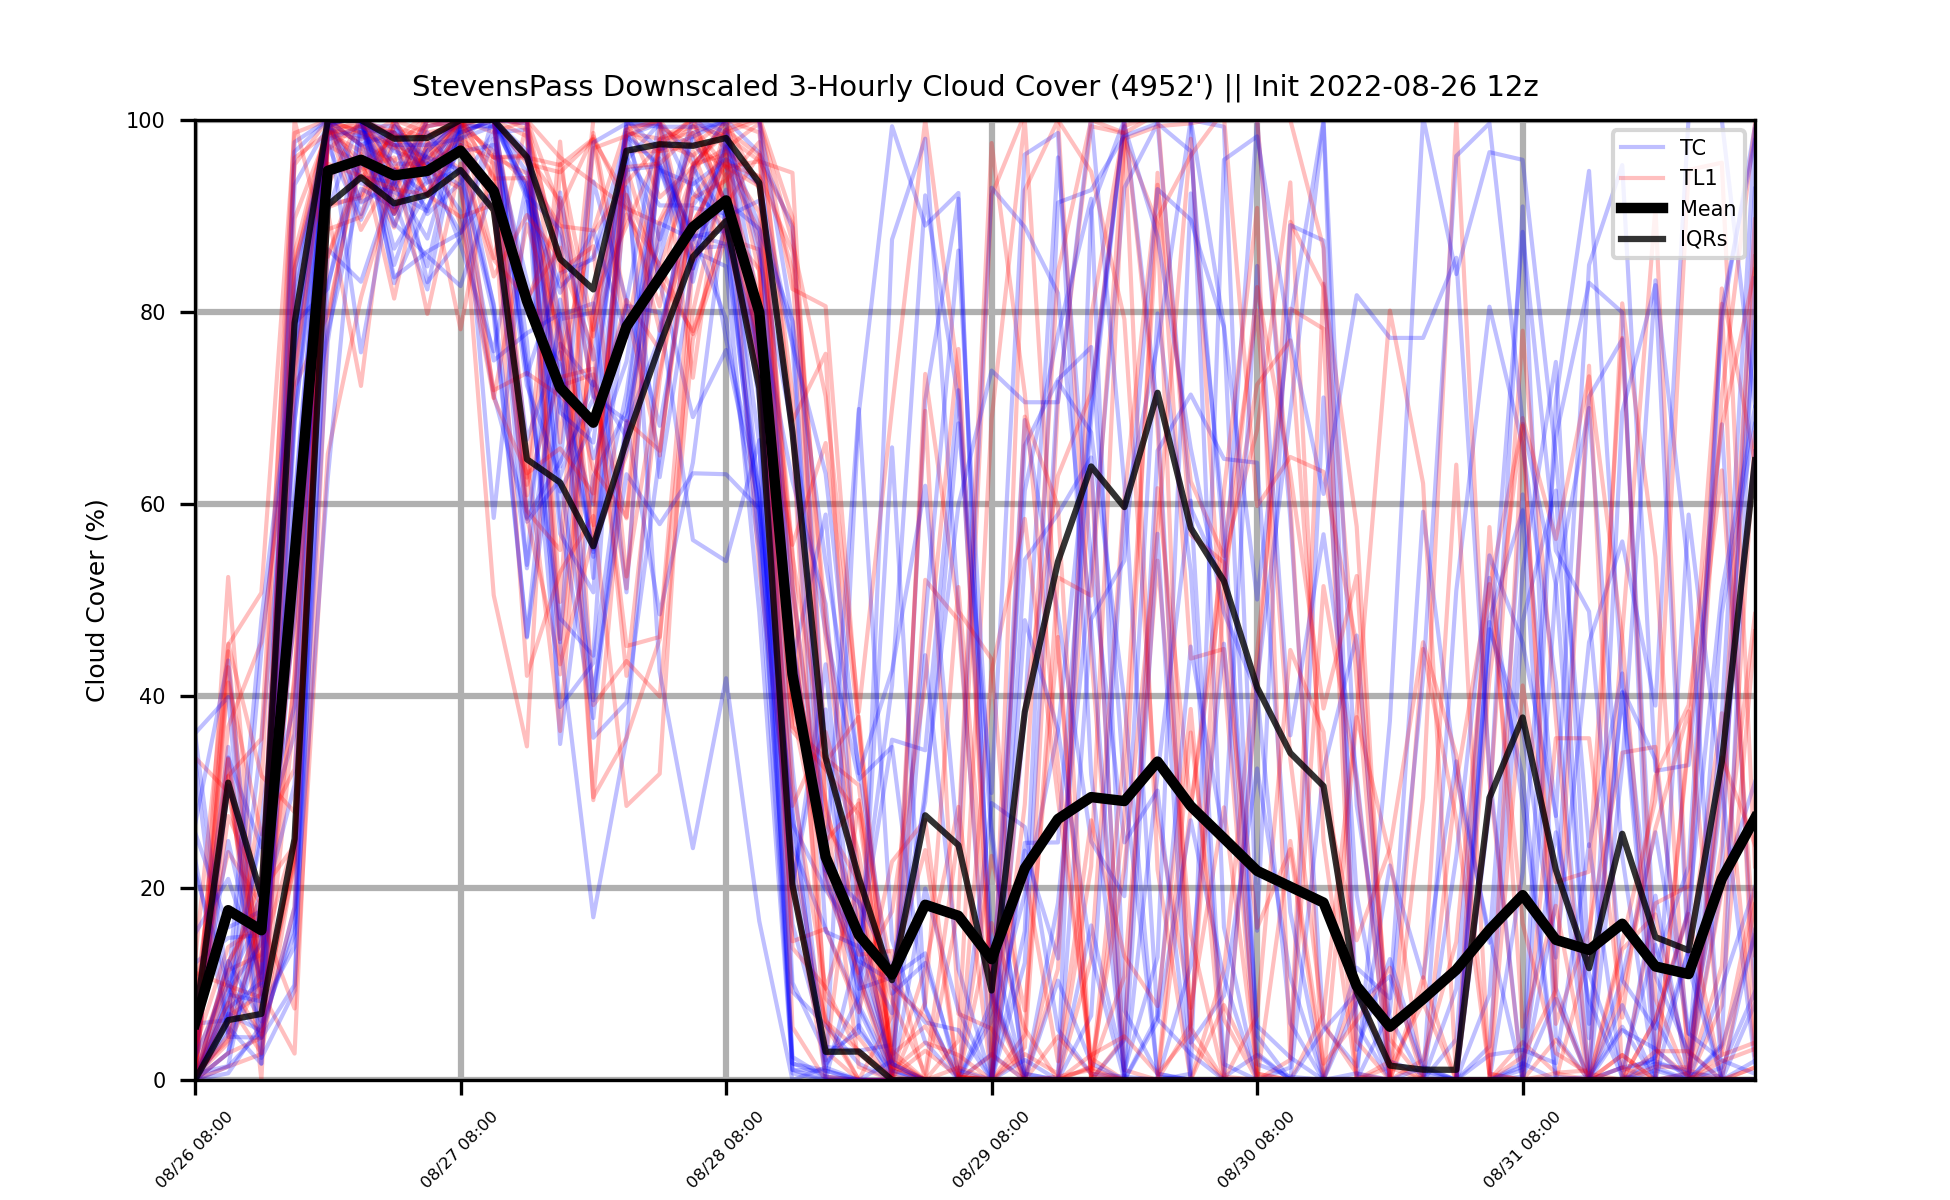 StevensPass Downscaled 3-Hourly Cloud Cover (4952') || Init 2022-08-26 12z
Cloud Cover (%)
100
80
60
40
20
0
TC
TL1
Mean
IQRs
08/26 08:00
08/27 08:00
08/28 08:00
08/29 08:00
08/30 08:00
08/31 08:00